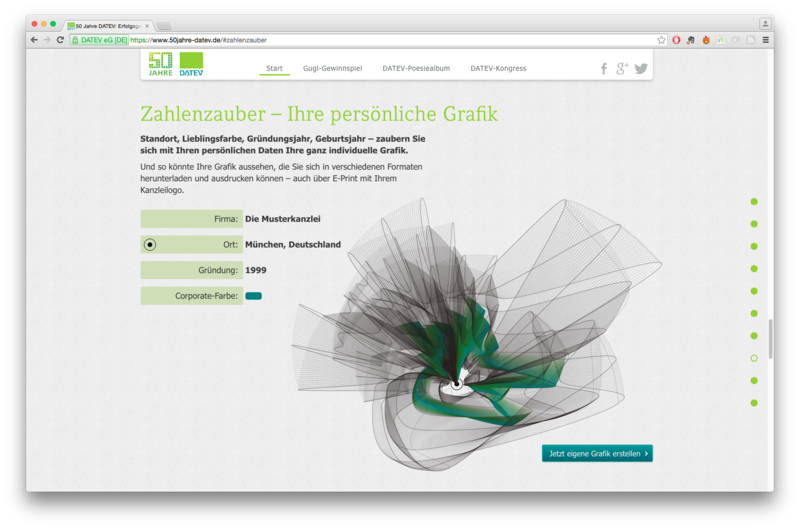 50 Jahre DATEV: Erfolgsg
DATEV eG [DE] https://www.50jahre-datev.de/#zahlenzauber
50
JAHRE DATEV
Start Gugl-Gewinnspiel DATEV-Poesiealbum DATEV-Kongress
Zahlenzauber – Ihre persönliche Grafik
Standort, Lieblingsfarbe, Gründungsjahr, Geburtsjahr – zaubern Sie
sich mit Ihren persönlichen Daten Ihre ganz individuelle Grafik.
Und so könnte Ihre Grafik aussehen, die Sie sich in verschiedenen Formaten
herunterladen und ausdrucken können – auch über E-Print mit Ihrem
Kanzleilogo.
Firma: Die Musterkanzlei
Ort: München, Deutschland
Gründung: 1999
Corporate-Farbe:
Jetzt eigene Grafik erstellen